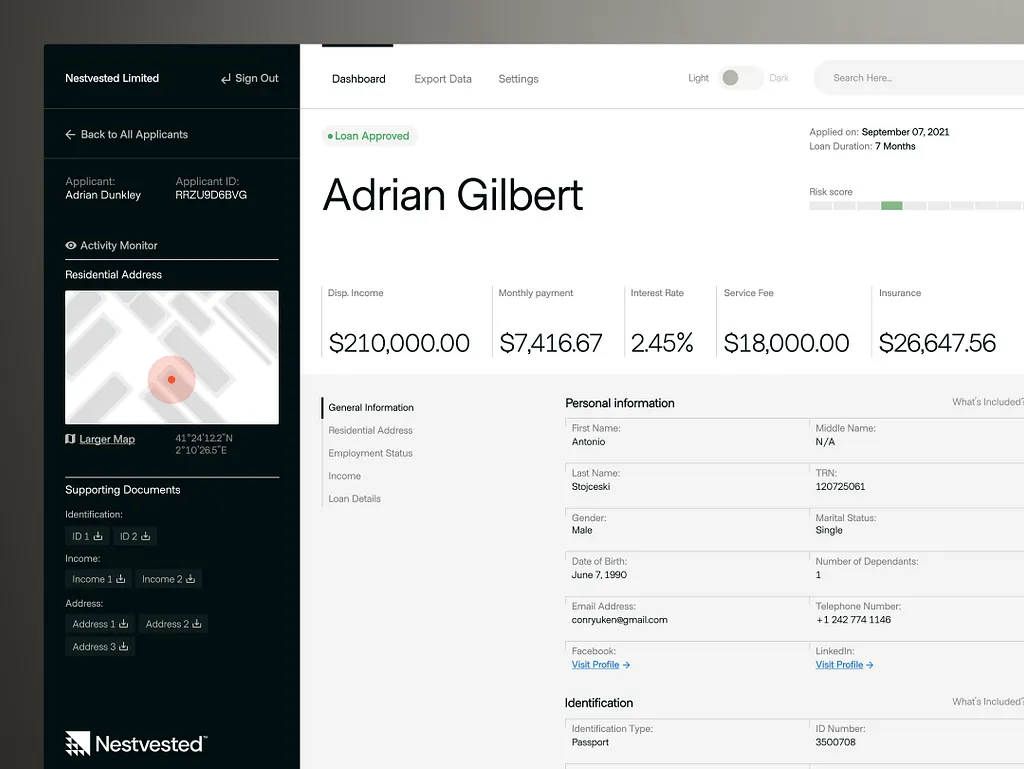 Nestvested Limited
Sign Out
Back to All Applicants
Applicant:
Adrian Dunkley
Applicant ID:
RRZU9D6BVG
Activity Monitor
Residential Address
Larger Map
41°24'12.2"N
2°10'26.5"E
Supporting Documents
Identification:
ID 1
ID 2
Income:
Income 1
Income 2
Address:
Address 1
Address 2
Address 3
Nestvested™
Dashboard
Export Data
Settings
Light
Dark
Search Here...
Loan Approved
Applied on: September 07, 2021
Loan Duration: 7 Months
Adrian Gilbert
Risk score
Disp. Income
$210,000.00
Monthly payment
$7,416.67
Interest Rate
2.45%
Service Fee
$18,000.00
Insurance
$26,647.56
General Information
Residential Address
Employment Status
Income
Loan Details
Personal information
What's Included?
First Name:
Antonio
Middle Name:
N/A
Last Name:
Stojceski
TRN:
120725061
Gender:
Male
Marital Status:
Single
Date of Birth:
June 7, 1990
Number of Dependants:
1
Email Address:
conryuken@gmail.com
Telephone Number:
+1 242 774 1146
Facebook:
Visit Profile →
LinkedIn:
Visit Profile →
Identification
What's Included?
Identification Type:
Passport
ID Number:
3500708